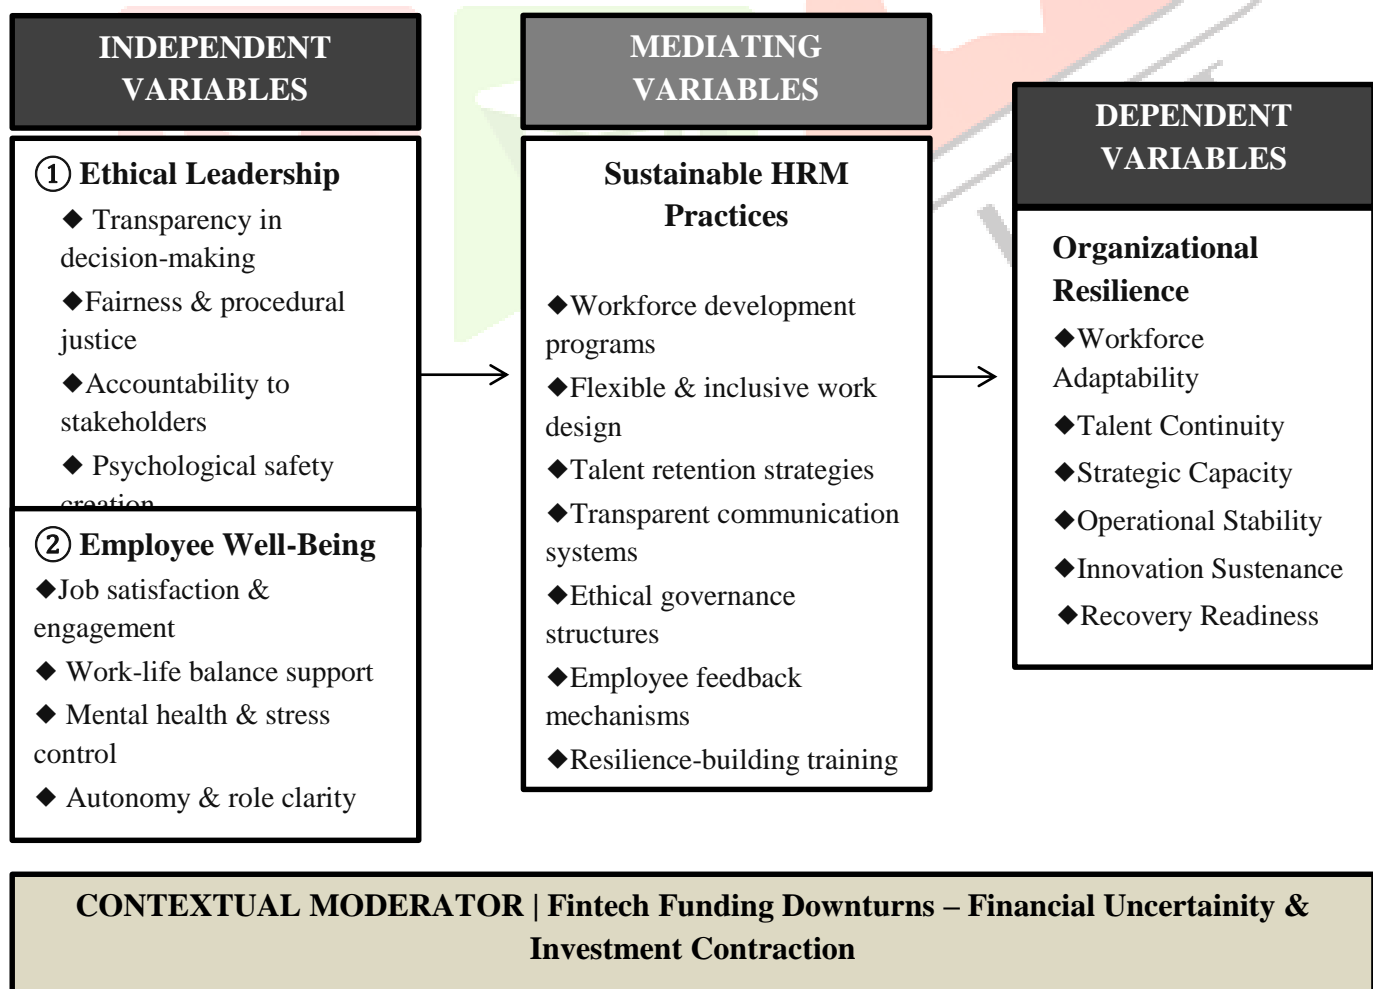 INDEPENDENT
VARIABLES
① Ethical Leadership
◆ Transparency in
decision-making
◆Fairness & procedural
justice
◆Accountability to
stakeholders
◆ Psychological safety
creation
② Employee Well-Being
◆Job satisfaction &
engagement
◆ Work-life balance support
◆ Mental health & stress
control
◆ Autonomy & role clarity
MEDIATING
VARIABLES
Sustainable HRM
Practices
◆Workforce development
programs
◆Flexible & inclusive work
design
◆Talent retention strategies
◆Transparent communication
systems
◆Ethical governance
structures
◆Employee feedback
mechanisms
◆Resilience-building training
DEPENDENT
VARIABLES
Organizational
Resilience
◆Workforce
Adaptability
◆Talent Continuity
◆Strategic Capacity
◆Operational Stability
◆Innovation Sustenance
◆Recovery Readiness
CONTEXTUAL MODERATOR | Fintech Funding Downturns – Financial Uncertainity &
Investment Contraction